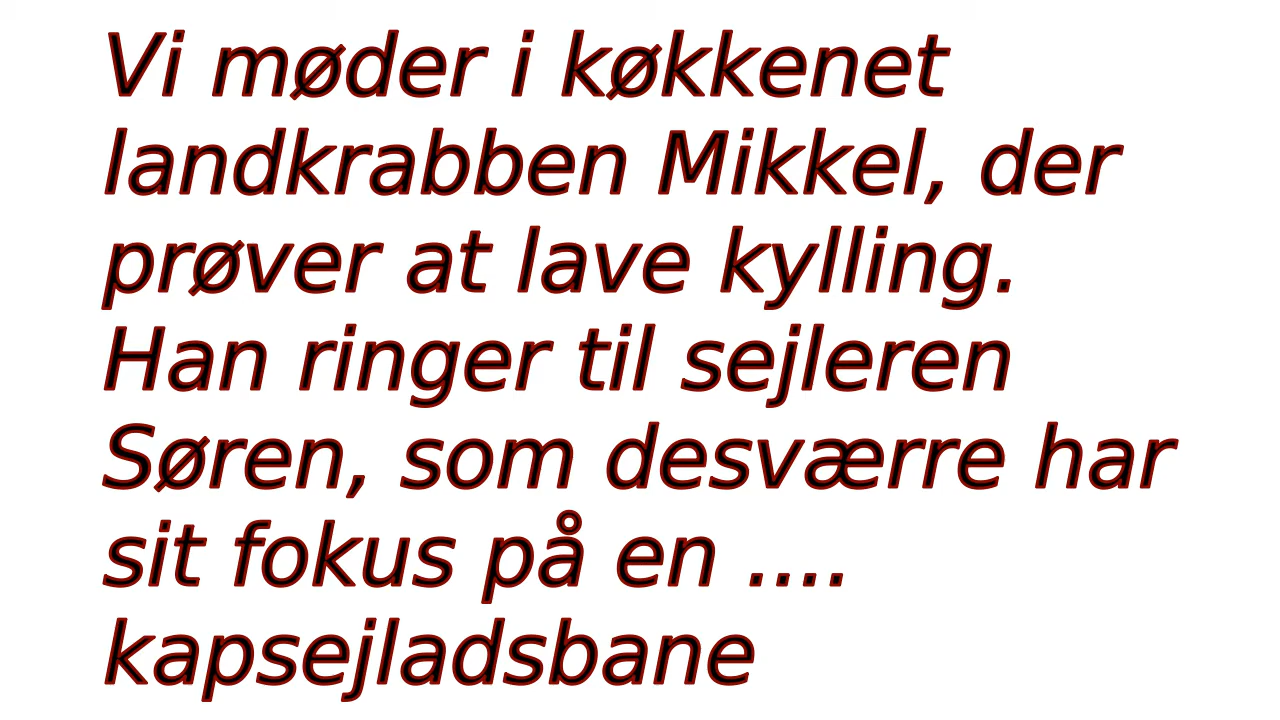 Vi møder i køkkenet
landkrabben Mikkel, der
prøver at lave kylling.
Han ringer til sejleren
Søren, som desværre har
sit fokus på en ....
kapsejladsbane